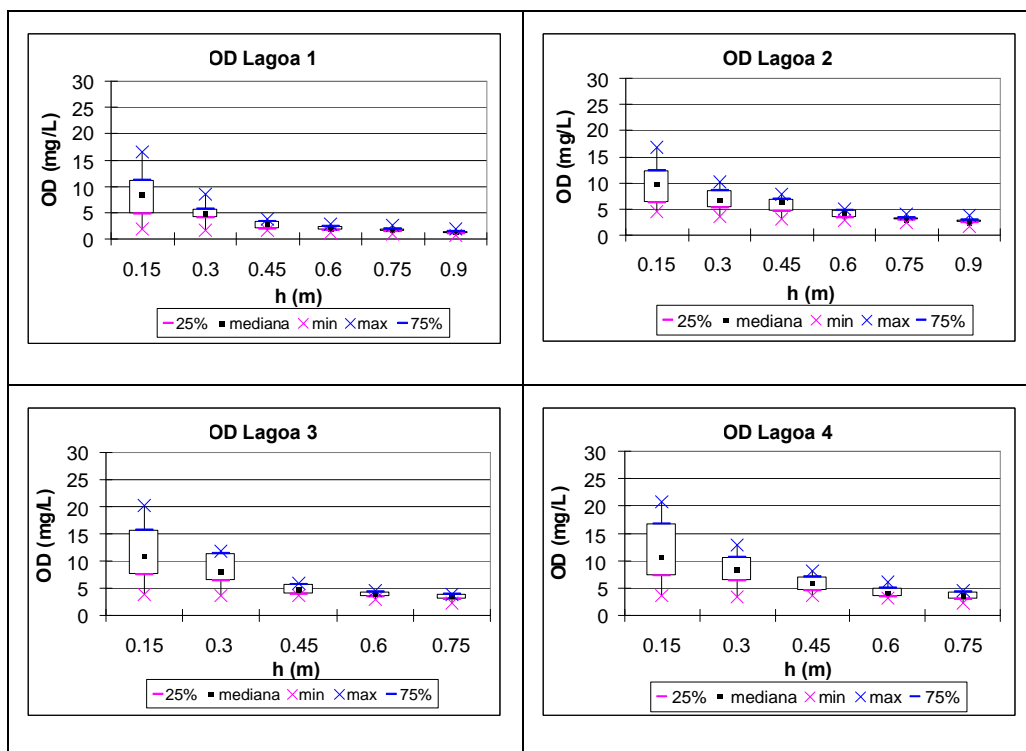 OD Lagoa 1
30
25
20
15
10
5
0
OD (mg/L)
0.15 0.3 0.45 0.6 0.75 0.9
h (m)
25% mediana min max 75%
OD Lagoa 2
30
25
20
15
10
5
0
OD (mg/L)
0.15 0.3 0.45 0.6 0.75 0.9
h (m)
25% mediana min max 75%
OD Lagoa 3
30
25
20
15
10
5
0
OD (mg/L)
0.15 0.3 0.45 0.6 0.75
h (m)
25% mediana min max 75%
OD Lagoa 4
30
25
20
15
10
5
0
OD (mg/L)
0.15 0.3 0.45 0.6 0.75
h (m)
25% mediana min max 75%